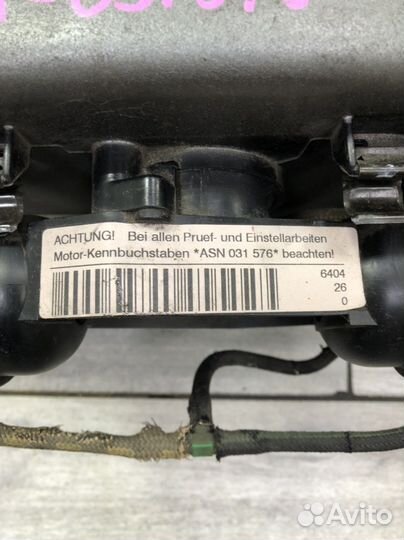 ACHTUNG! Bei allen Pruef- und Einstellarbeiten
Motor-Kennbuchstaben *ASN 031 576* beachten!
6404
26
0
Avito